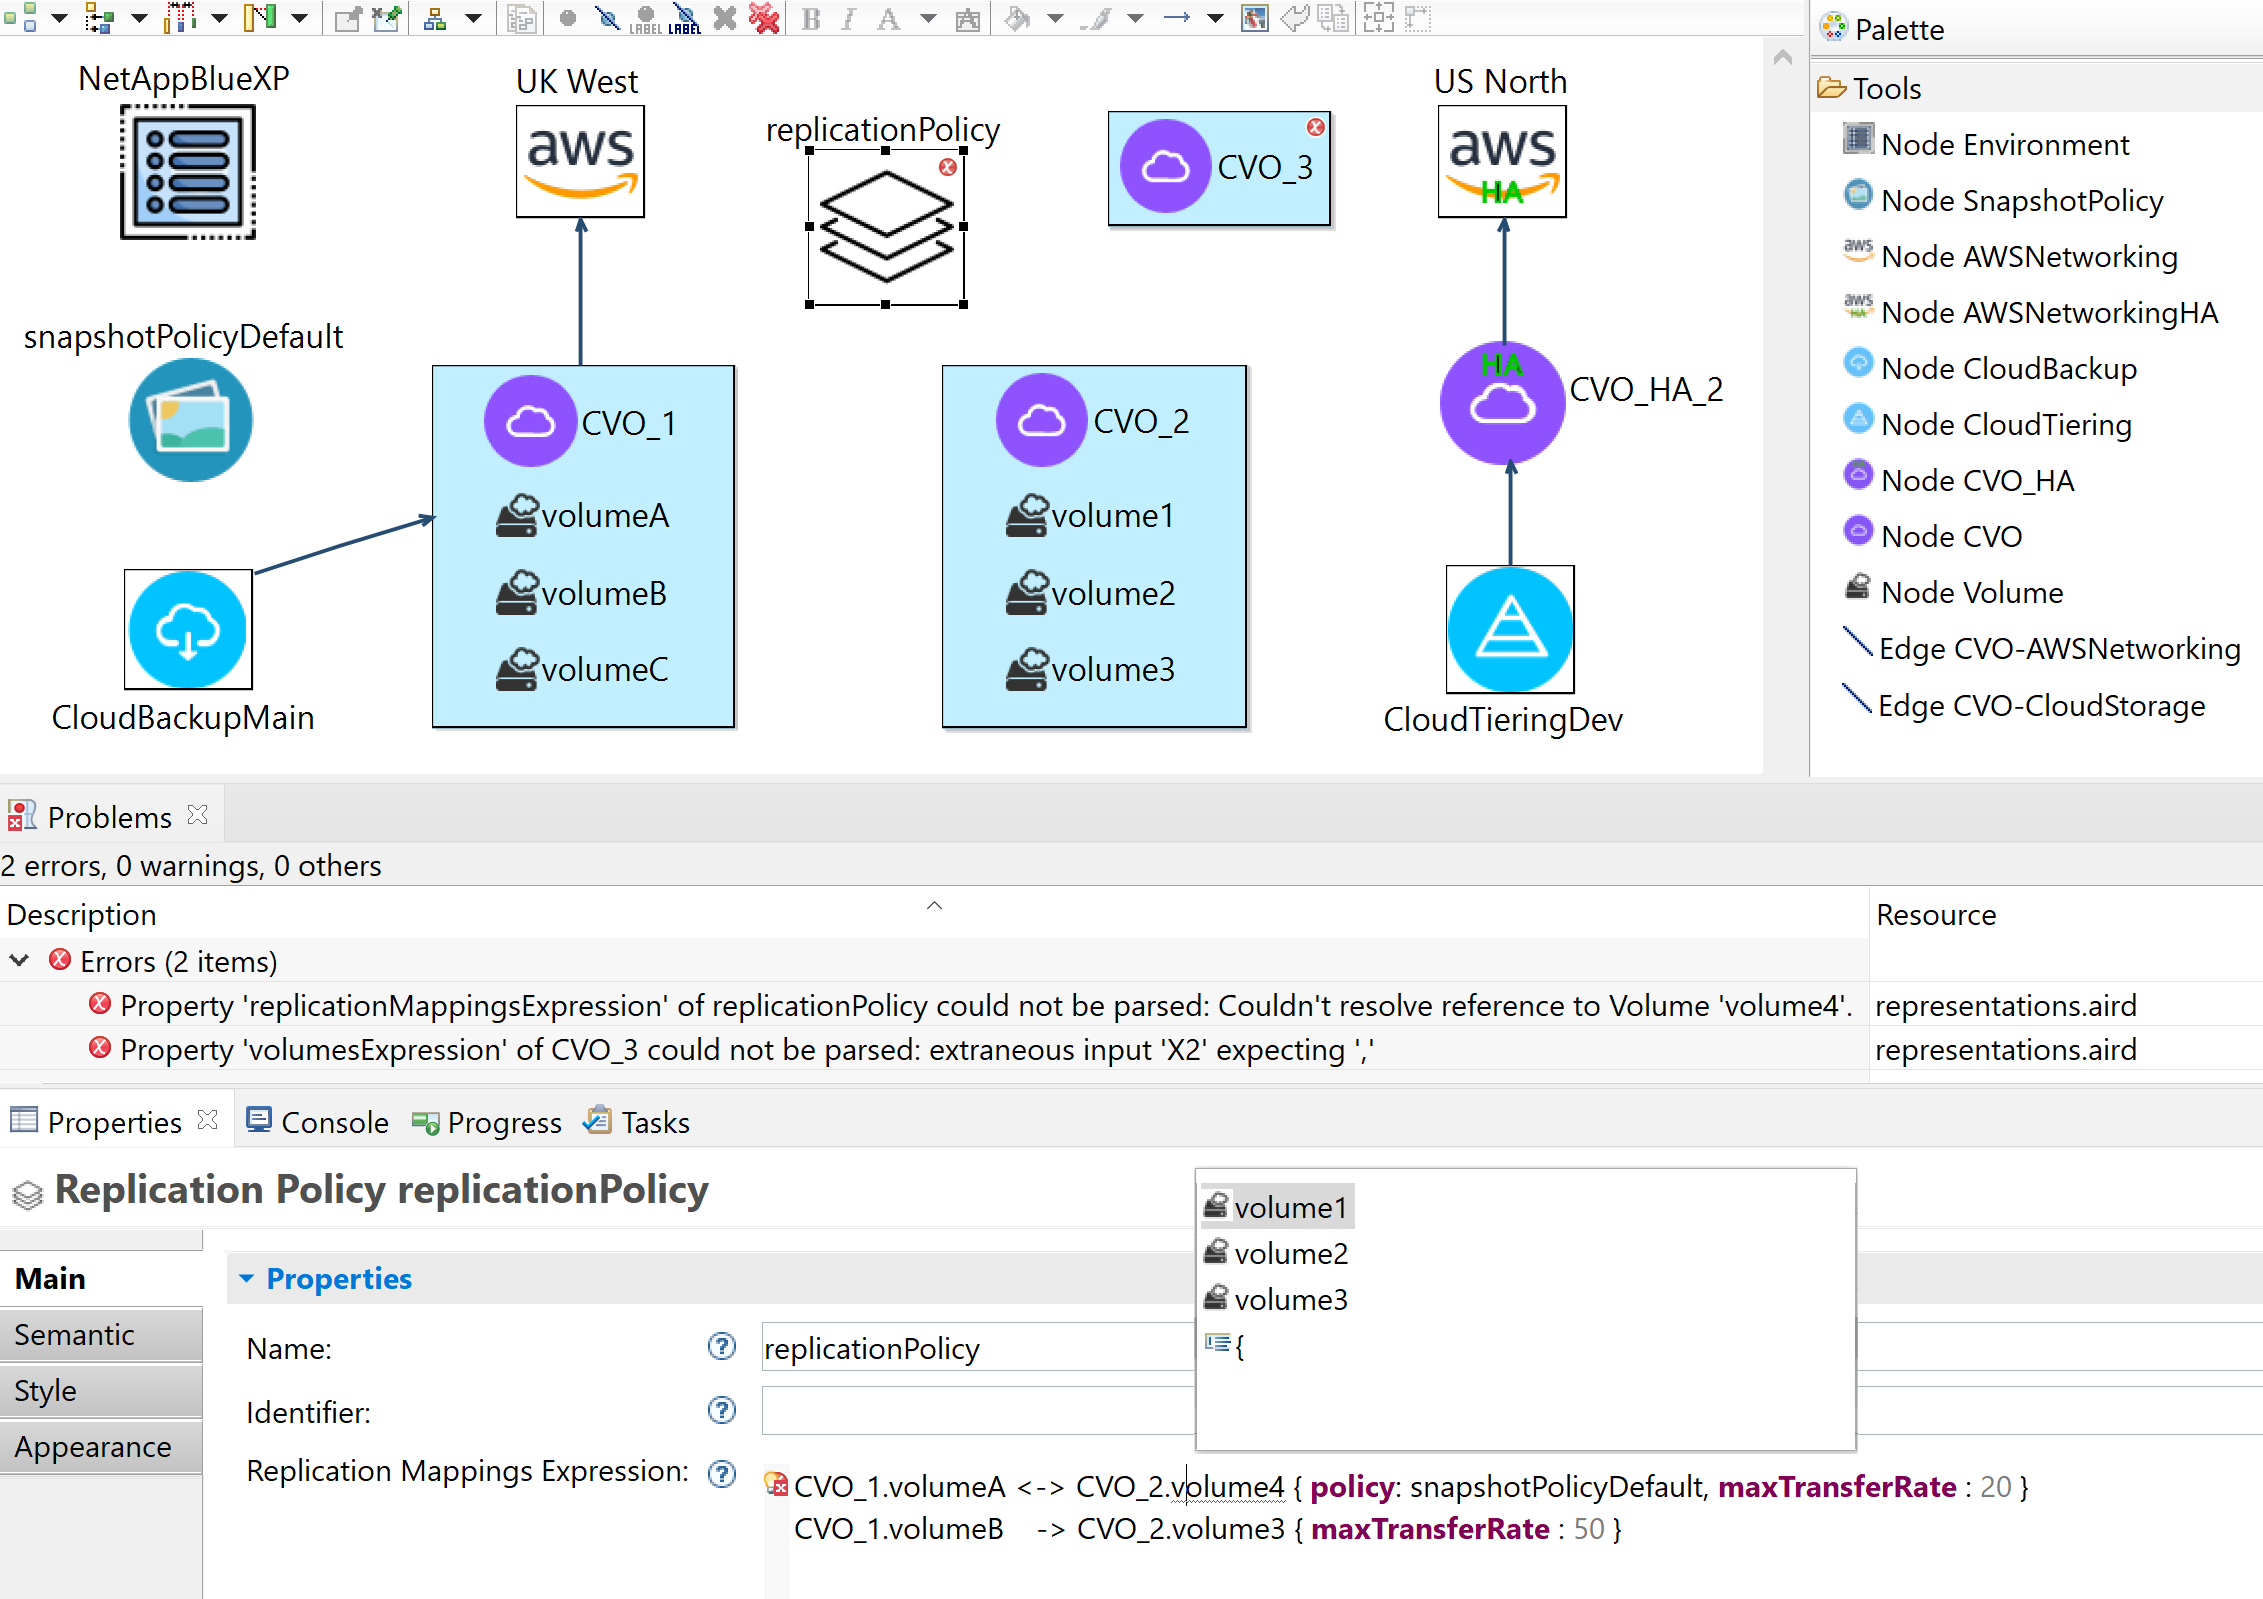 LABEL LABEL B I A A
Palette
Tools
Node Environment
Node SnapshotPolicy
aws Node AWSNetworking
aws HA Node AWSNetworkingHA
Node CloudBackup
Node CloudTiering
Node CVO_HA
Node CVO
Node Volume
Edge CVO-AWSNetworking
Edge CVO-CloudStorage
NetAppBlueXP
UK West
aws
replicationPolicy
CVO_3
US North
aws
HA
snapshotPolicyDefault
CVO_1
volumeA
volumeB
volumeC
CVO_2
volume1
volume2
volume3
HA
CVO_HA_2
CloudBackupMain
CloudTieringDev
Problems
2 errors, 0 warnings, 0 others
Description Resource
Errors (2 items)
Property 'replicationMappingsExpression' of replicationPolicy could not be parsed: Couldn't resolve reference to Volume 'volume4'. representations.aird
Property 'volumesExpression' of CVO_3 could not be parsed: extraneous input 'X2' expecting ',' representations.aird
Properties Console Progress Tasks
Replication Policy replicationPolicy
Main
Semantic
Style
Appearance
Properties
Name: replicationPolicy
Identifier:
Replication Mappings Expression:
volume1
volume2
volume3
{
CVO_1.volumeA <-> CVO_2.volume4 { policy: snapshotPolicyDefault, maxTransferRate : 20 }
CVO_1.volumeB -> CVO_2.volume3 { maxTransferRate : 50 }